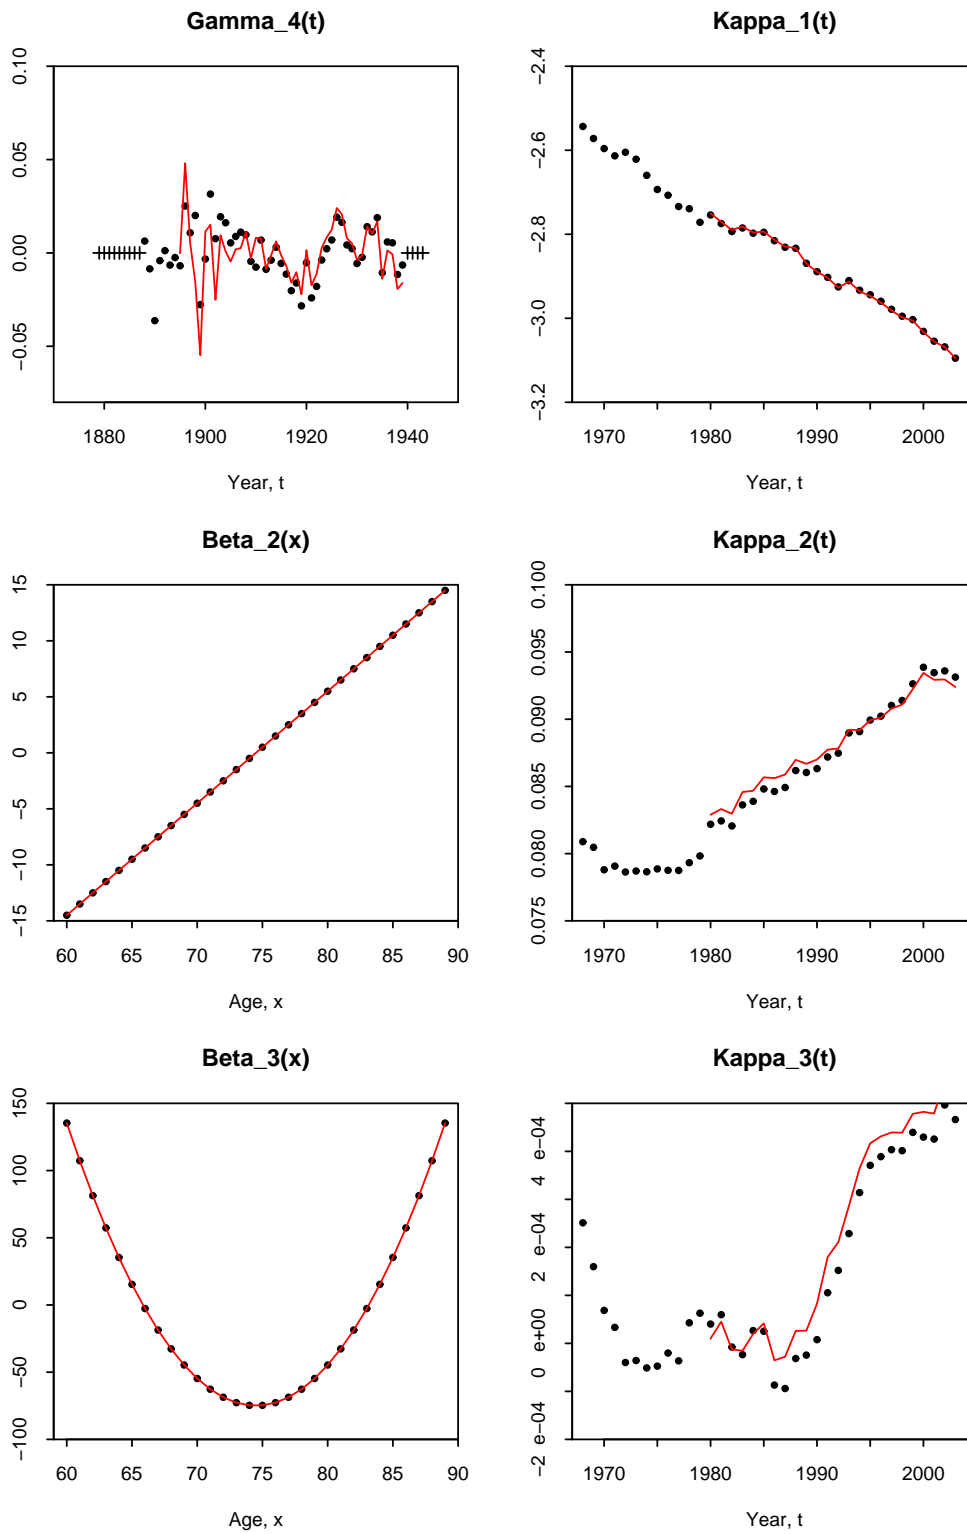 Gamma_4(t)
0.10
0.05
0.00
−0.05
1880 1900 1920 1940
Year, t
Kappa_1(t)
−2.4
−2.6
−2.8
−3.0
−3.2
1970 1980 1990 2000
Year, t
Beta_2(x)
15
10
5
0
−5
−10
−15
60 65 70 75 80 85 90
Age, x
Kappa_2(t)
0.100
0.095
0.090
0.085
0.080
0.075
1970 1980 1990 2000
Year, t
Beta_3(x)
150
100
50
0
−50
−100
60 65 70 75 80 85 90
Age, x
Kappa_3(t)
−2 e−04 0 e+00 2 e−04 4 e−04
1970 1980 1990 2000
Year, t